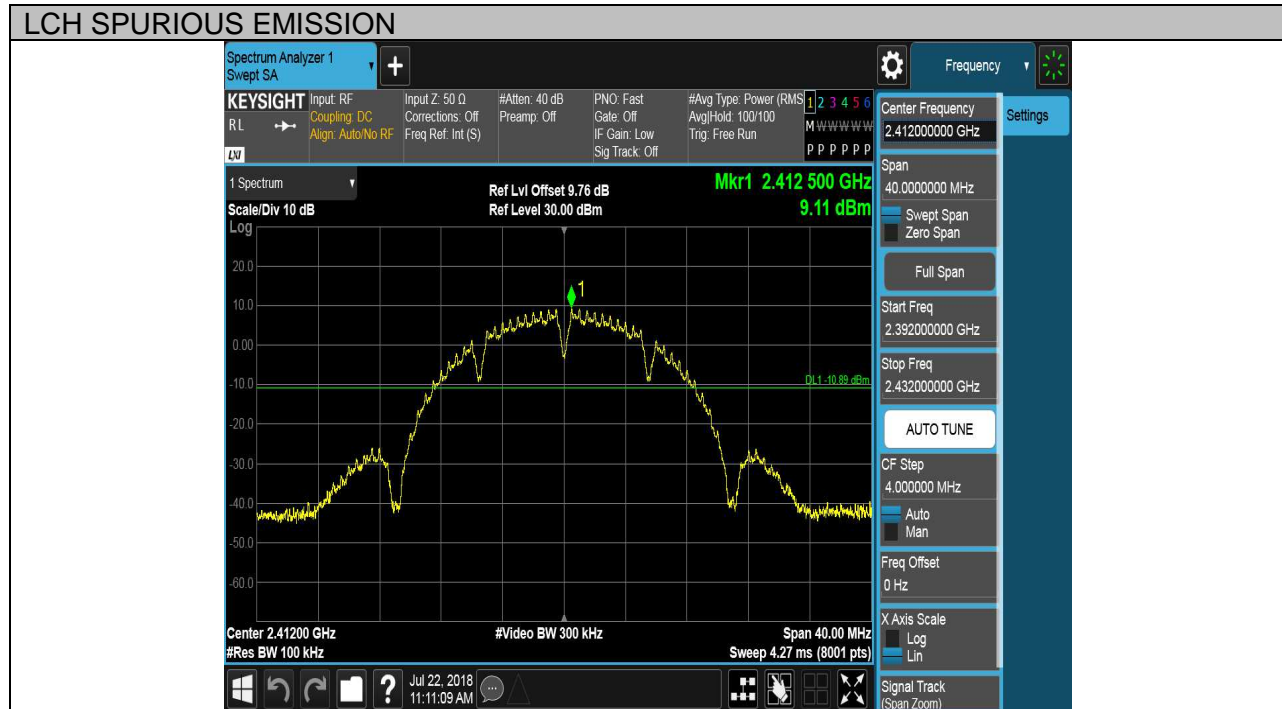 LCH SPURIOUS EMISSION
Spectrum Analyzer 1
Swept SA
Frequency
KEYSIGHT
RL
LXI
Input: RF
Coupling: DC
Align: Auto/No RF
Input Z: 50 Ω
Corrections: Off
Freq Ref: Int (S)
#Atten: 40 dB
Preamp: Off
PNO: Fast
Gate: Off
IF Gain: Low
Sig Track: Off
#Avg Type: Power (RMS
Avg|Hold: 100/100
Trig: Free Run
1 2 3 4 5 6
M W W W W W
P P P P P P
1 Spectrum
Scale/Div 10 dB
Ref Lvl Offset 9.76 dB
Ref Level 30.00 dBm
Mkr1 2.412 500 GHz
9.11 dBm
Log
20.0
10.0
0.00
-10.0
-20.0
-30.0
-40.0
-50.0
-60.0
1
DL1 -10.89 dBm
Center 2.41200 GHz
#Res BW 100 kHz
#Video BW 300 kHz
Span 40.00 MHz
Sweep 4.27 ms (8001 pts)
Center Frequency
2.412000000 GHz
Settings
Span
40.0000000 MHz
Swept Span
Zero Span
Full Span
Start Freq
2.392000000 GHz
Stop Freq
2.432000000 GHz
AUTO TUNE
CF Step
4.000000 MHz
Auto
Man
Freq Offset
0 Hz
X Axis Scale
Log
Lin
Signal Track
(Span Zoom)
Jul 22, 2018
11:11:09 AM